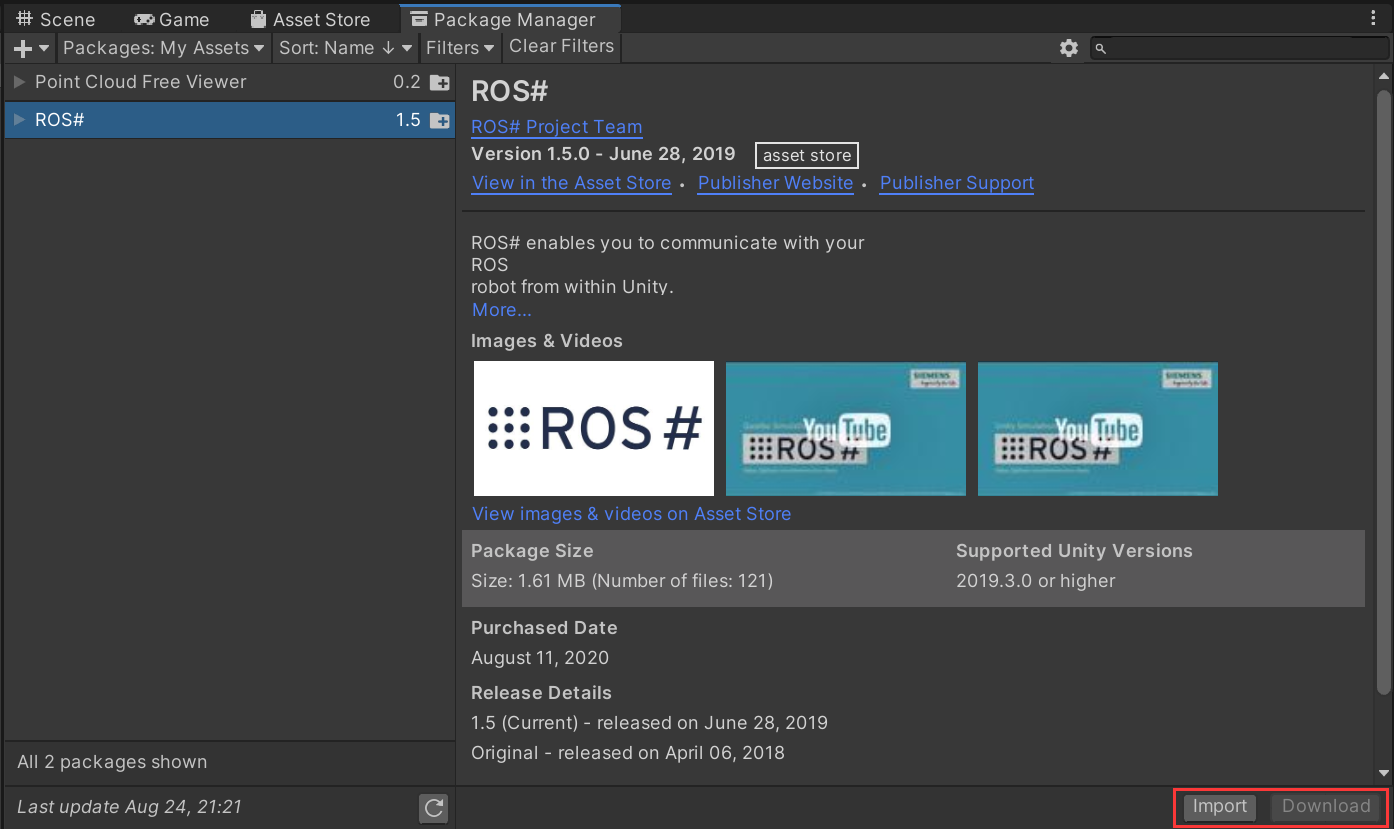 Scene Game Asset Store Package Manager
Packages: My Assets Sort: Name ↓ Filters Clear Filters
Point Cloud Free Viewer 0.2
ROS# 1.5
ROS#
ROS# Project Team
Version 1.5.0 - June 28, 2019 asset store
View in the Asset Store • Publisher Website • Publisher Support
ROS# enables you to communicate with your
ROS
robot from within Unity.
More...
Images & Videos
ROS#
SIEMENS
YouTube
ROS#
SIEMENS
YouTube
ROS#
View images & videos on Asset Store
Package Size
Size: 1.61 MB (Number of files: 121)
Supported Unity Versions
2019.3.0 or higher
Purchased Date
August 11, 2020
Release Details
1.5 (Current) - released on June 28, 2019
Original - released on April 06, 2018
All 2 packages shown
Last update Aug 24, 21:21
Import Download